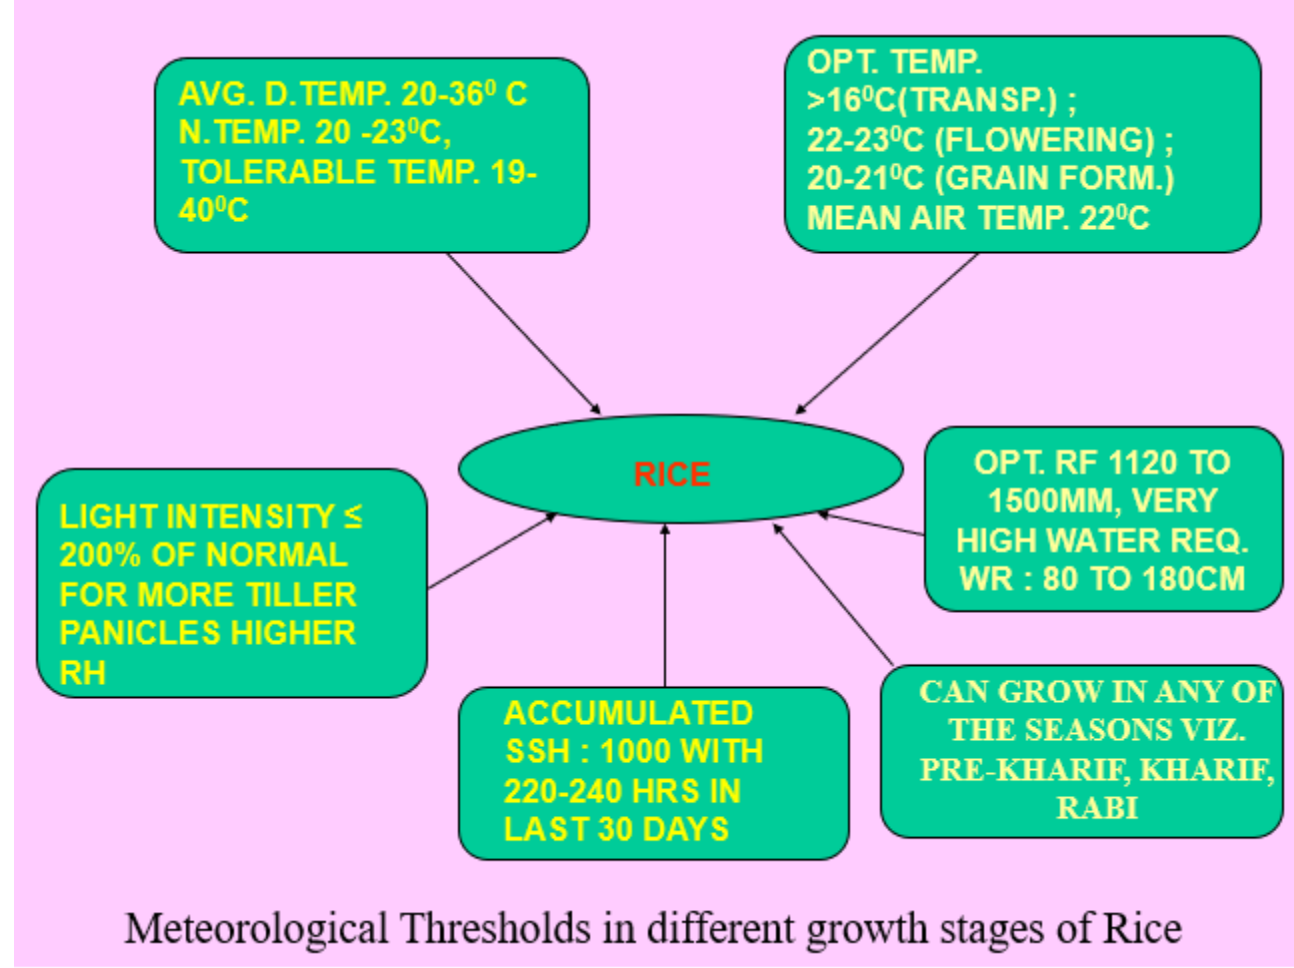 AVG. D.TEMP. 20-36⁰ C
N.TEMP. 20 -23⁰C,
TOLERABLE TEMP. 19-
40⁰C
OPT. TEMP.
>16⁰C(TRANSP.) ;
22-23⁰C (FLOWERING) ;
20-21⁰C (GRAIN FORM.)
MEAN AIR TEMP. 22⁰C
RICE
OPT. RF 1120 TO
1500MM, VERY
HIGH WATER REQ.
WR : 80 TO 180CM
LIGHT INTENSITY ≤
200% OF NORMAL
FOR MORE TILLER
PANICLES HIGHER
RH
ACCUMULATED
SSH : 1000 WITH
220-240 HRS IN
LAST 30 DAYS
CAN GROW IN ANY OF
THE SEASONS VIZ.
PRE-KHARIF, KHARIF,
RABI
Meteorological Thresholds in different growth stages of Rice